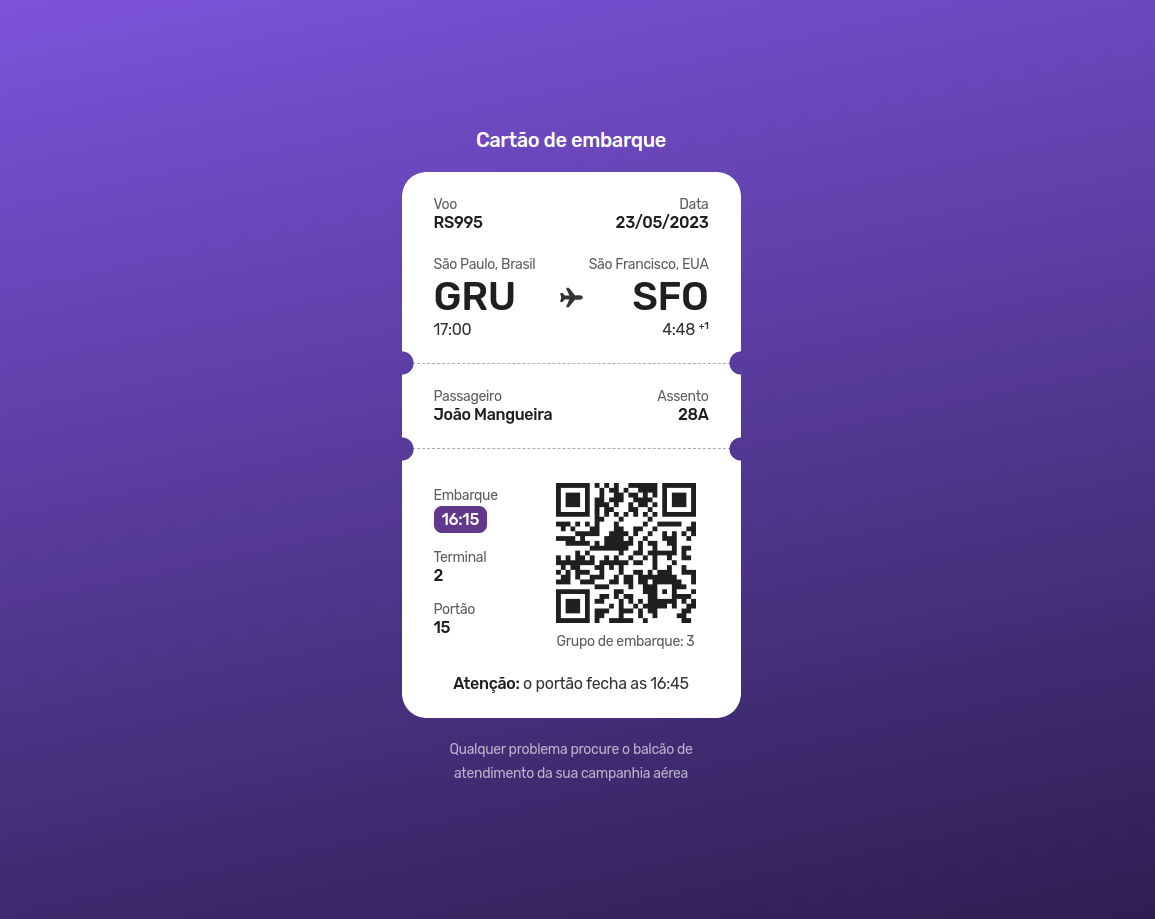 Cartão de embarque
Voo
Data
RS995
23/05/2023
São Paulo, Brasil
São Francisco, EUA
GRU
SFO
17:00
4:48 +1
Passageiro
Assento
João Mangueira
28A
Embarque
16:15
Terminal
2
Portão
15
Grupo de embarque: 3
Atenção: o portão fecha as 16:45
Qualquer problema procure o balcão de
atendimento da sua campanhia aérea